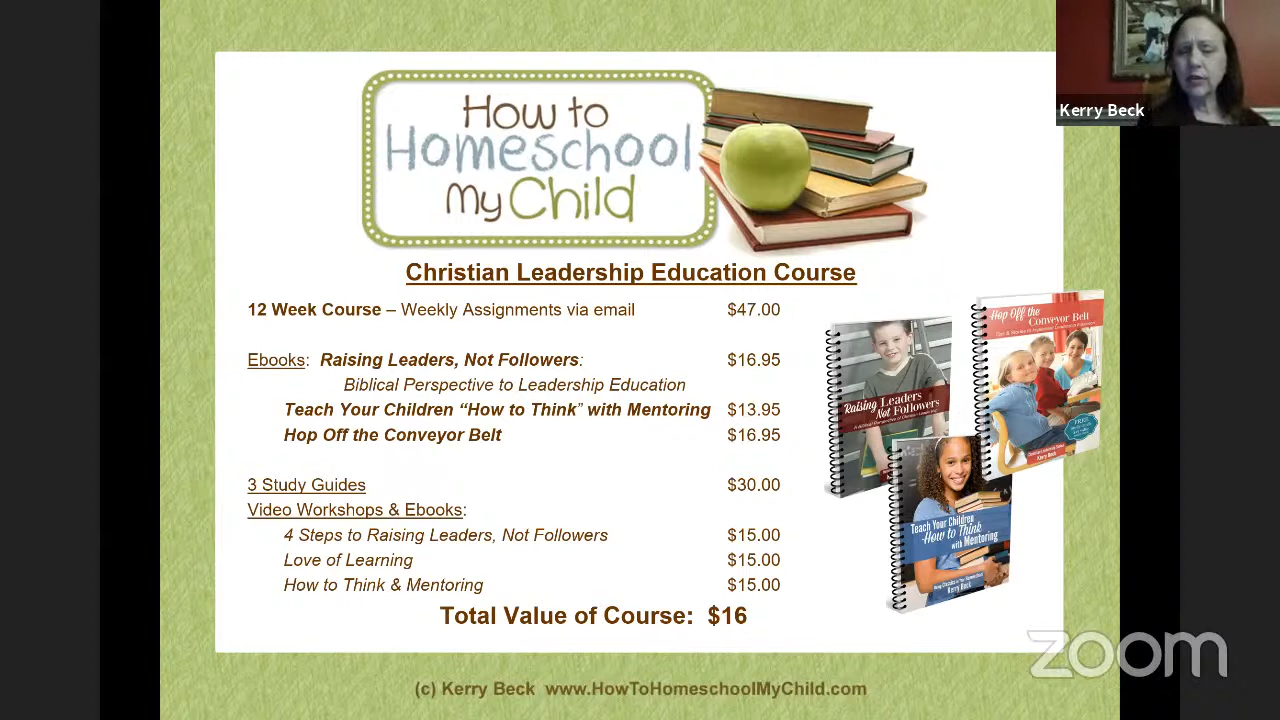 How to
Homeschool
My Child
Kerry Beck
Christian Leadership Education Course
12 Week Course – Weekly Assignments via email $47.00
Ebooks: Raising Leaders, Not Followers: $16.95
Biblical Perspective to Leadership Education
Teach Your Children “How to Think” with Mentoring $13.95
Hop Off the Conveyor Belt $16.95
3 Study Guides $30.00
Video Workshops & Ebooks:
4 Steps to Raising Leaders, Not Followers $15.00
Love of Learning $15.00
How to Think & Mentoring $15.00
Total Value of Course: $16
Hop Off the
Conveyor Belt
Kerry Beck
Raising Leaders
Not Followers
Teach Your Children
How to Think
with Mentoring
Kerry Beck
zoom
(c) Kerry Beck www.HowToHomeschoolMyChild.com